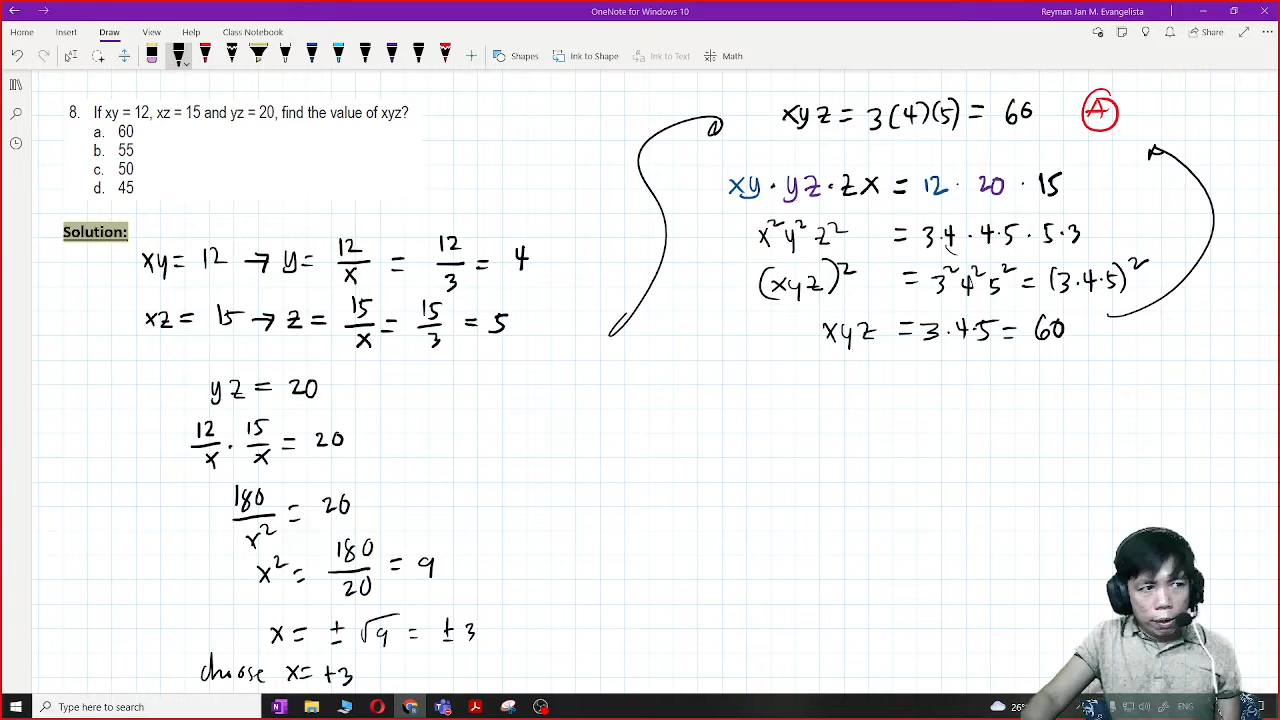 OneNote for Windows 10
Reyman Jan M. Evangelista
Home Insert Draw View Help Class Notebook
Share
Shapes Ink to Shape Ink to Text Math
8. If xy = 12, xz = 15 and yz = 20, find the value of xyz?
a. 60
b. 55
c. 50
d. 45
Solution:
xy = 12 → y = 12/x = 12/3 = 4
xz = 15 → z = 15/x = 15/3 = 5
yz = 20
12/x · 15/x = 20
180/x² = 20
x² = 180/20 = 9
x = ± √9 = ± 3
choose x = +3
xyz = 3(4)(5) = 60 A
xy · yz · zx = 12 · 20 · 15
x²y²z² = 3·4 · 4·5 · 5·3
(xyz)² = 3²4²5² = (3·4·5)²
xyz = 3·4·5 = 60
Type here to search
26°
ENG